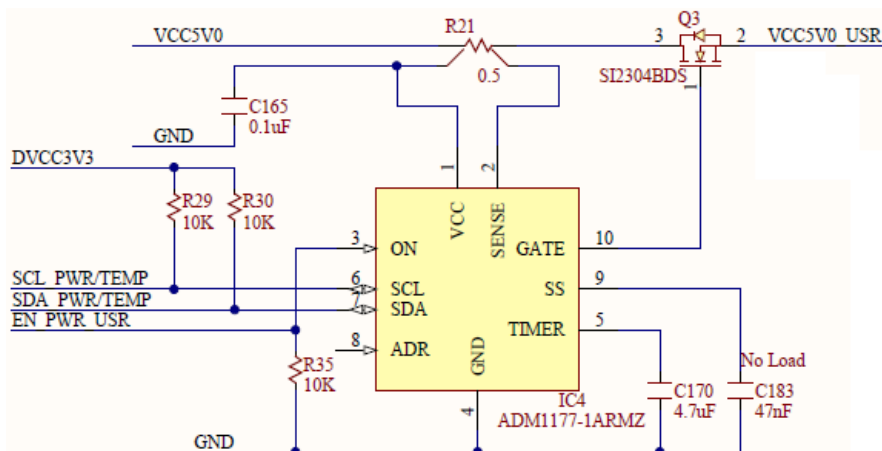 VCC5V0
R21
0.5
Q3
3
2
VCC5V0_USR
SI2304BDS
1
C165
0.1uF
GND
DVCC3V3
R29
10K
R30
10K
1
2
VCC
SENSE
3
ON
GATE
10
SCL_PWR/TEMP
6
SCL
SS
9
SDA_PWR/TEMP
7
SDA
EN_PWR_USR
TIMER
5
8
ADR
GND
No Load
R35
10K
C170
4.7uF
C183
47nF
4
IC4
ADM1177-1ARMZ
GND